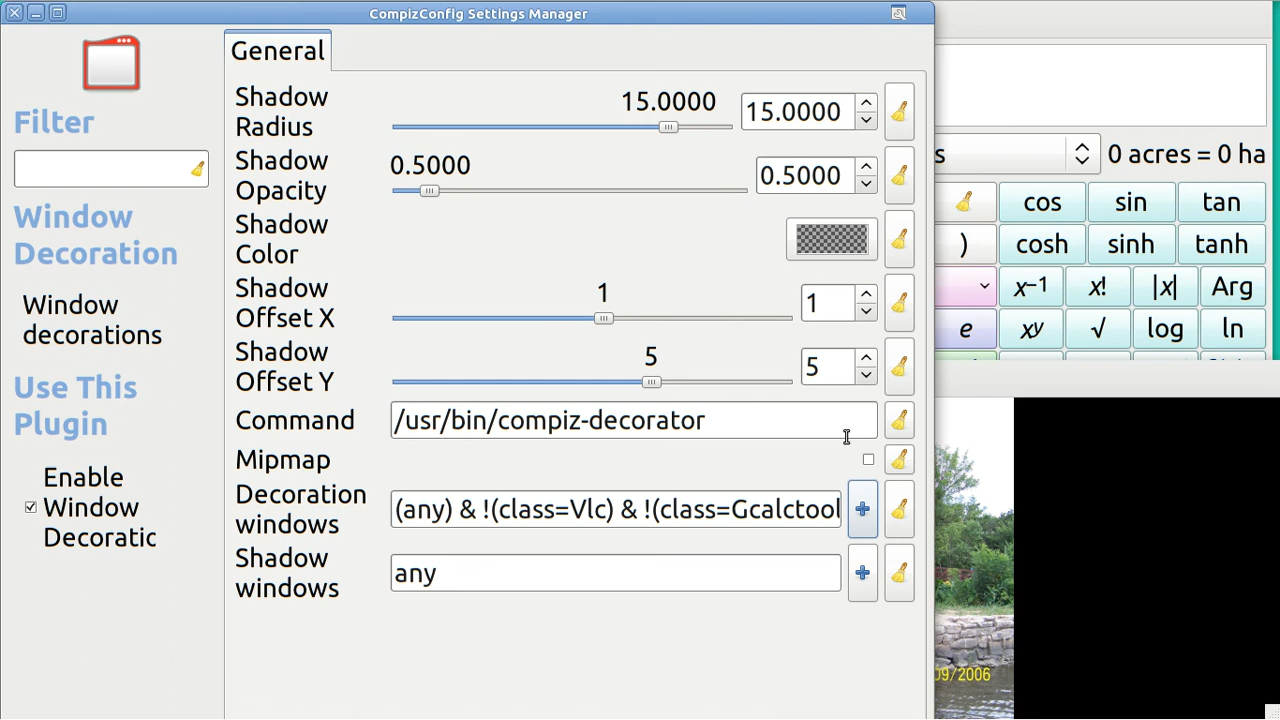 CompizConfig Settings Manager
Filter
Window
Decoration
Window
decorations
Use This
Plugin
Enable
Window
Decoratic
General
Shadow
Radius
15.0000
15.0000
Shadow
Opacity
0.5000
0.5000
Shadow
Color
Shadow
Offset X
1
1
Shadow
Offset Y
5
5
Command
/usr/bin/compiz-decorator
Mipmap
Decoration
windows
(any) & !(class=Vlc) & !(class=Gcalctool
Shadow
windows
any
s
0 acres = 0 ha
cos sin tan
) cosh sinh tanh
x⁻¹ x! |x| Arg
e xy √ log ln
09/2006